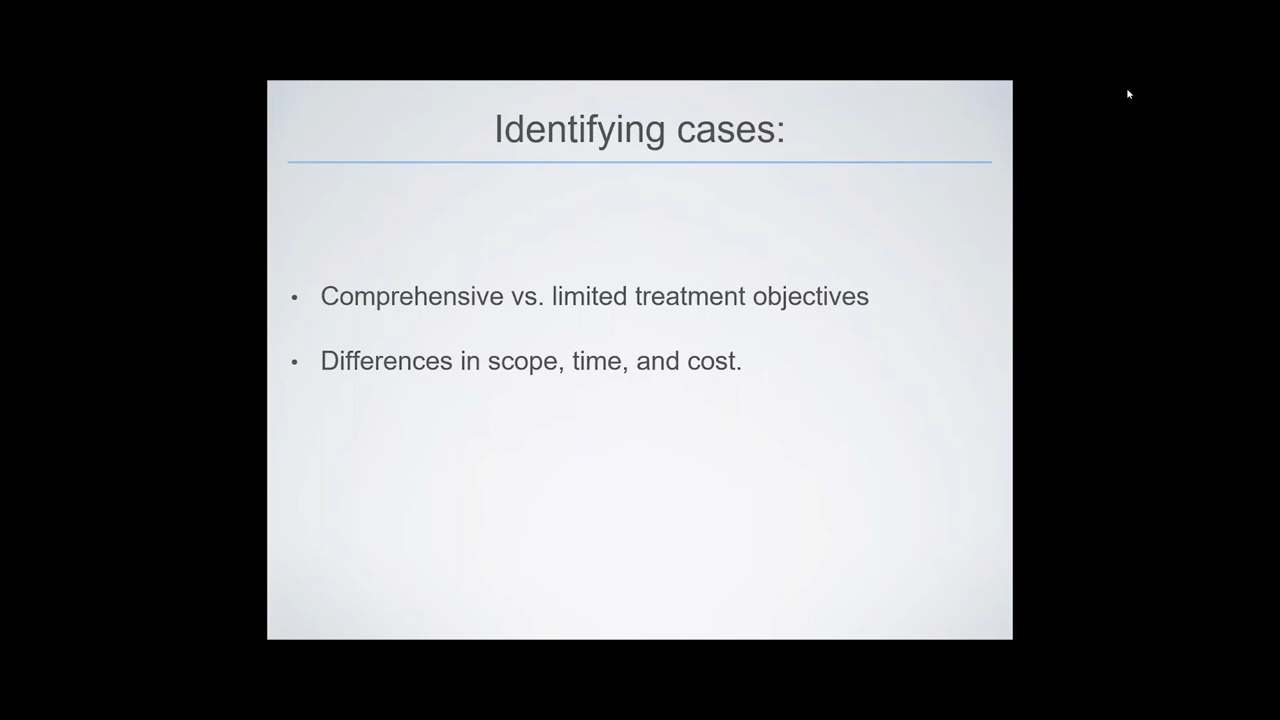 Identifying cases:
• Comprehensive vs. limited treatment objectives
• Differences in scope, time, and cost.